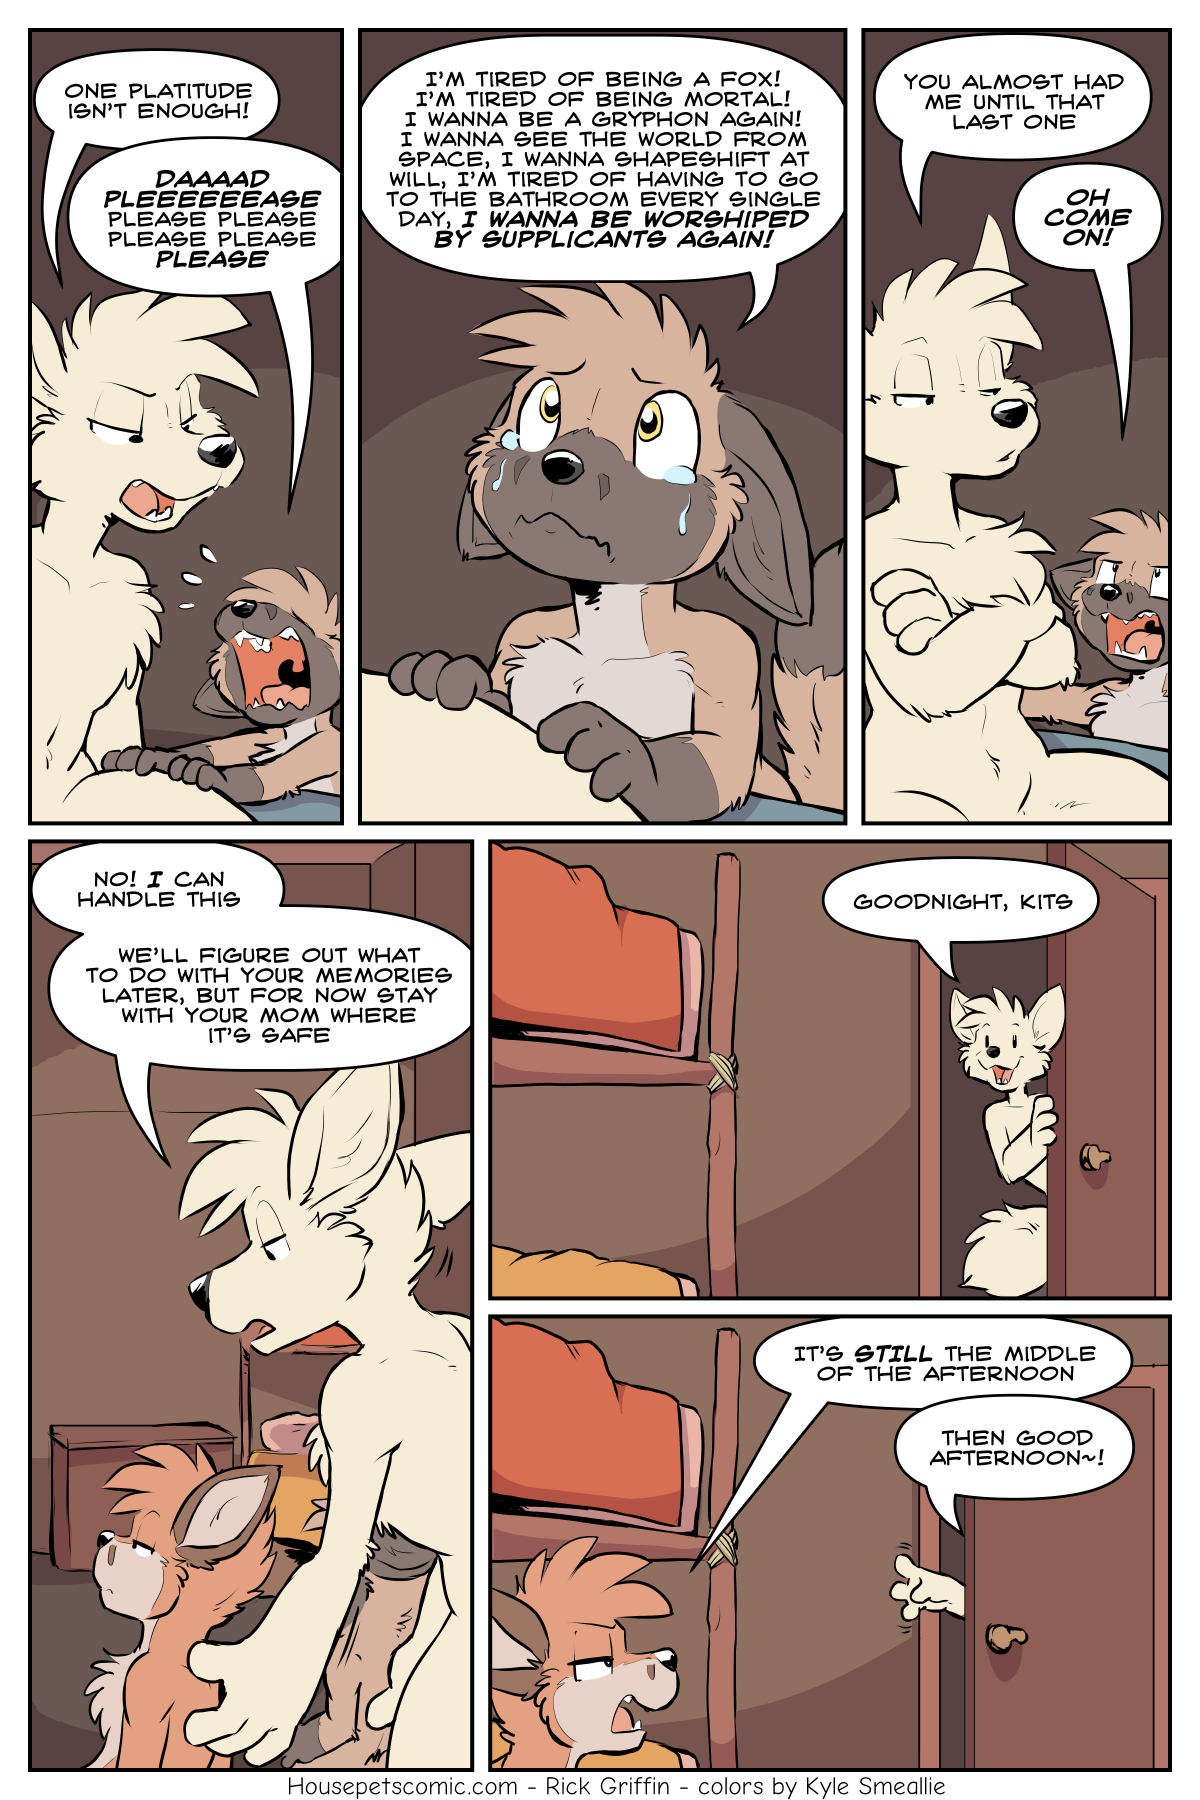 ONE PLATITUDE
ISN'T ENOUGH!
DAAAAD
PLEEEEEEASE
PLEASE PLEASE
PLEASE PLEASE
PLEASE
I'M TIRED OF BEING A FOX!
I'M TIRED OF BEING MORTAL!
I WANNA BE A GRYPHON AGAIN!
I WANNA SEE THE WORLD FROM
SPACE, I WANNA SHAPESHIFT AT
WILL, I'M TIRED OF HAVING TO GO
TO THE BATHROOM EVERY SINGLE
DAY, I WANNA BE WORSHIPED
BY SUPPLICANTS AGAIN!
YOU ALMOST HAD
ME UNTIL THAT
LAST ONE
OH
COME
ON!
NO! I CAN
HANDLE THIS
WE'LL FIGURE OUT WHAT
TO DO WITH YOUR MEMORIES
LATER, BUT FOR NOW STAY
WITH YOUR MOM WHERE
IT'S SAFE
GOODNIGHT, KITS
IT'S STILL THE MIDDLE
OF THE AFTERNOON
THEN GOOD
AFTERNOON~!
Housepetscomic.com - Rick Griffin - colors by Kyle Smeallie